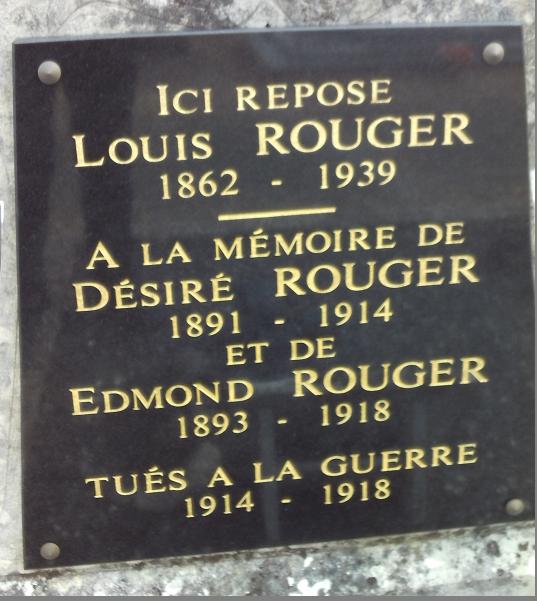 ICI REPOSE
LOUIS ROUGER
1862 - 1939
A LA MÉMOIRE DE
DÉSIRÉ ROUGER
1891 - 1914
ET DE
EDMOND ROUGER
1893 - 1918
TUÉS A LA GUERRE
1914 - 1918